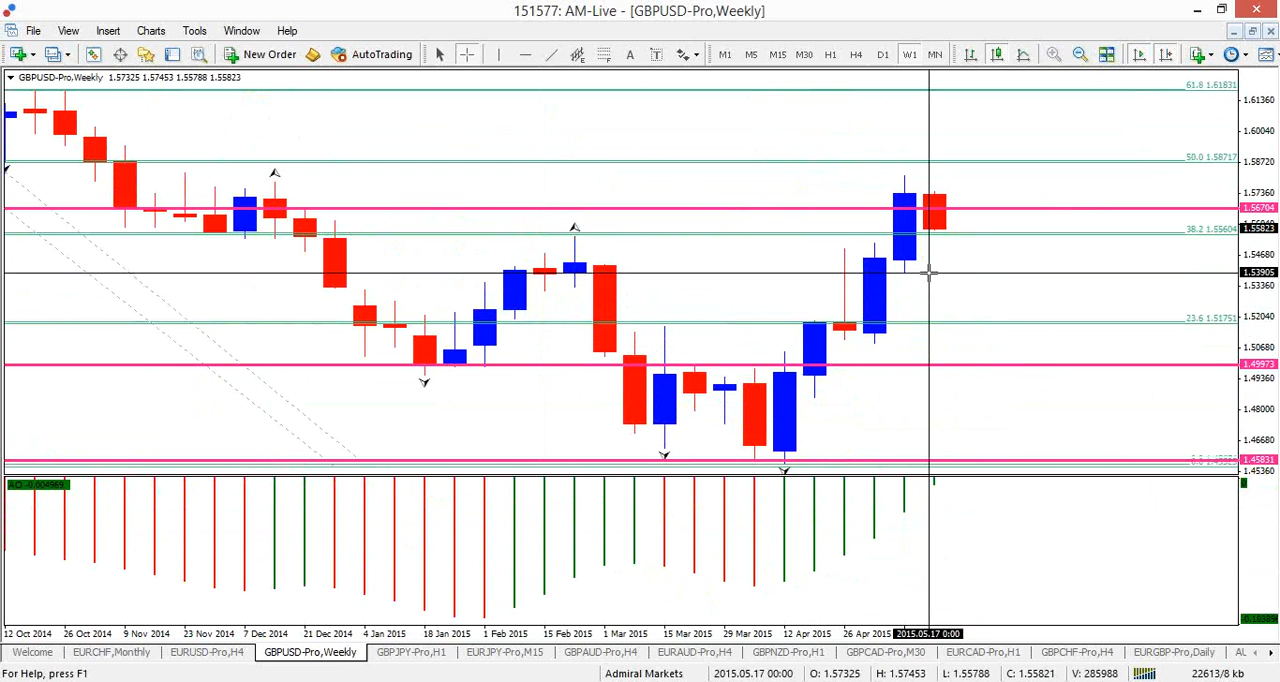 151577: AM-Live - [GBPUSD-Pro,Weekly]
File View Insert Charts Tools Window Help
New Order AutoTrading A T M1 M5 M15 M30 H1 H4 D1 W1 MN
GBPUSD-Pro,Weekly 1.57325 1.57453 1.55788 1.55823
61.8 1.61831
1.61360
1.60040
50.0 1.58717
1.58720
1.57360
1.56704
38.2 1.55604
1.55823
1.54680
1.53905
1.53360
23.6 1.51751
1.52040
1.50680
1.49973
1.49360
1.48000
1.46680
1.45831
1.45360
AO -0.004969
0
12 Oct 2014 26 Oct 2014 9 Nov 2014 23 Nov 2014 7 Dec 2014 21 Dec 2014 4 Jan 2015 18 Jan 2015 1 Feb 2015 15 Feb 2015 1 Mar 2015 15 Mar 2015 29 Mar 2015 12 Apr 2015 26 Apr 2015 2015.05.17 0:00
Welcome EURCHF,Monthly EURUSD-Pro,H4 GBPUSD-Pro,Weekly GBPJPY-Pro,H1 EURJPY-Pro,M15 GBPAUD-Pro,H4 EURAUD-Pro,H4 GBPNZD-Pro,H1 GBPCAD-Pro,M30 EURCAD-Pro,H1 GBPCHF-Pro,H4 EURGBP-Pro,Daily AU
For Help, press F1 Admiral Markets 2015.05.17 00:00 O: 1.57325 H: 1.57453 L: 1.55788 C: 1.55821 V: 285988 22613/8 kb